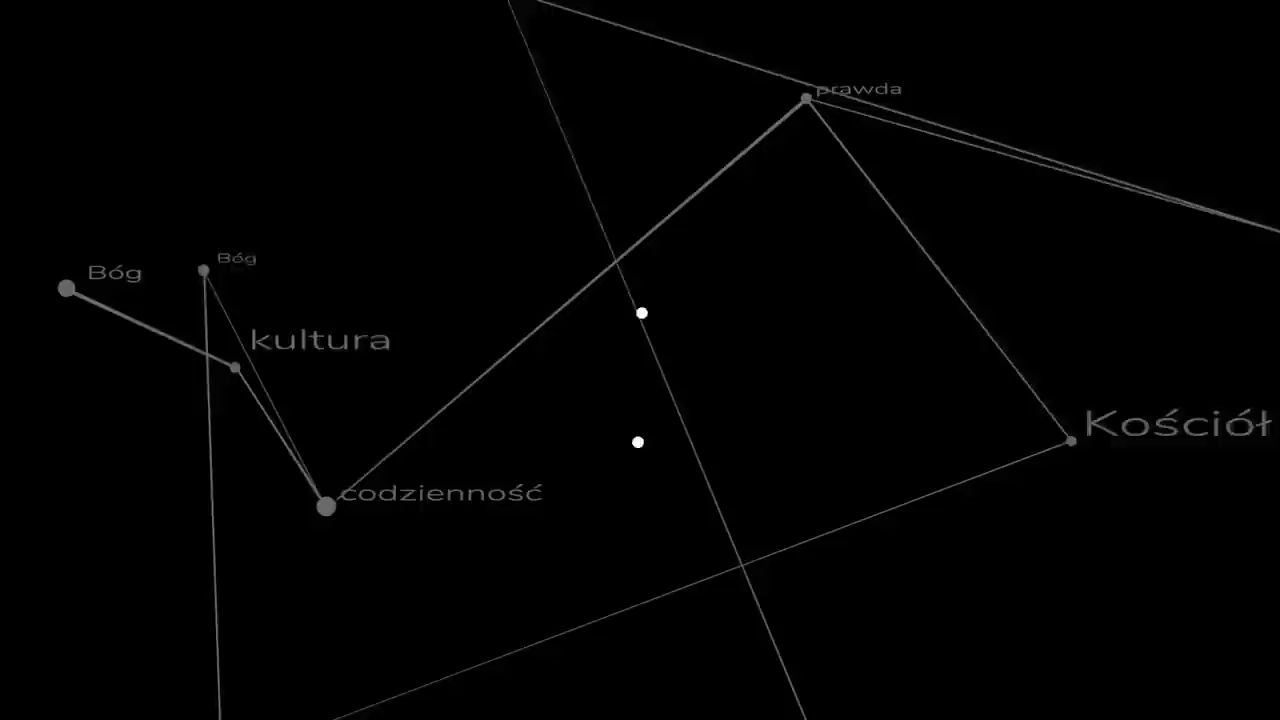 prawda
Bóg
Bóg
kultura
Kościół
codzienność